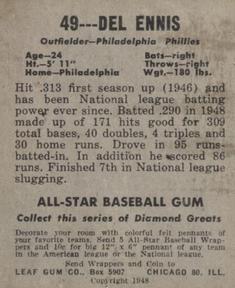 49---DEL ENNIS
Outfielder—Philadelphia Phillies
Age—24 Bats—right
Ht.—5' 11" Throws—right
Home—Philadelphia Wgt.—180 lbs.
Hit .313 first season up (1946) and
has been National league batting
power ever since. Batted .290 in 1948
made up of 171 hits good for 309
total bases, 40 doubles, 4 triples and
30 home runs. Drove in 95 runs-
batted-in. In addition he scored 86
runs. Finished 7th in National league
slugging.
ALL-STAR BASEBALL GUM
Collect this series of Diamond Greats
Decorate your room with colorful felt pennants of
your favorite teams. Send 5 All-Star Baseball Wrap-
pers and 10c for big 12" x 6" pennant of any team
in the American league or the National league.
Send Wrappers and Coin to
LEAF GUM CO., Box 5907 CHICAGO 80, ILL.
Copyright 1948